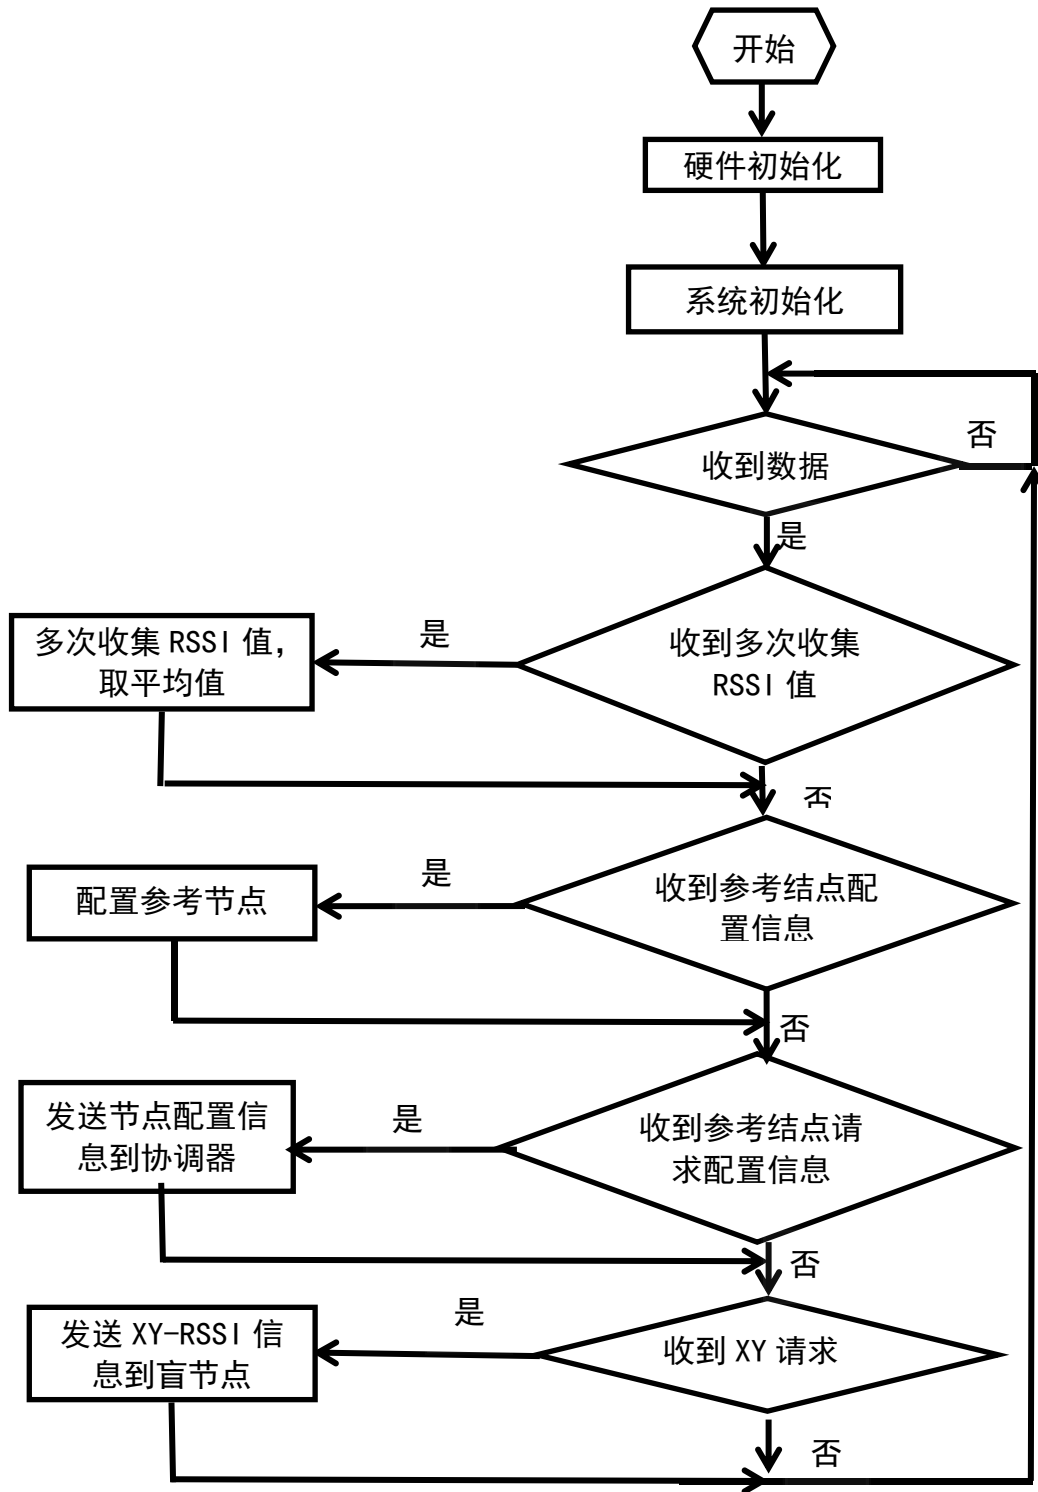 开始
硬件初始化
系统初始化
否
收到数据
是
多次收集 RSSI 值，
取平均值
是
收到多次收集
RSSI 值
否
配置参考节点
是
收到参考结点配
置信息
否
发送节点配置信
息到协调器
是
收到参考结点请
求配置信息
否
发送 XY-RSSI 信
息到盲节点
是
收到 XY 请求
否